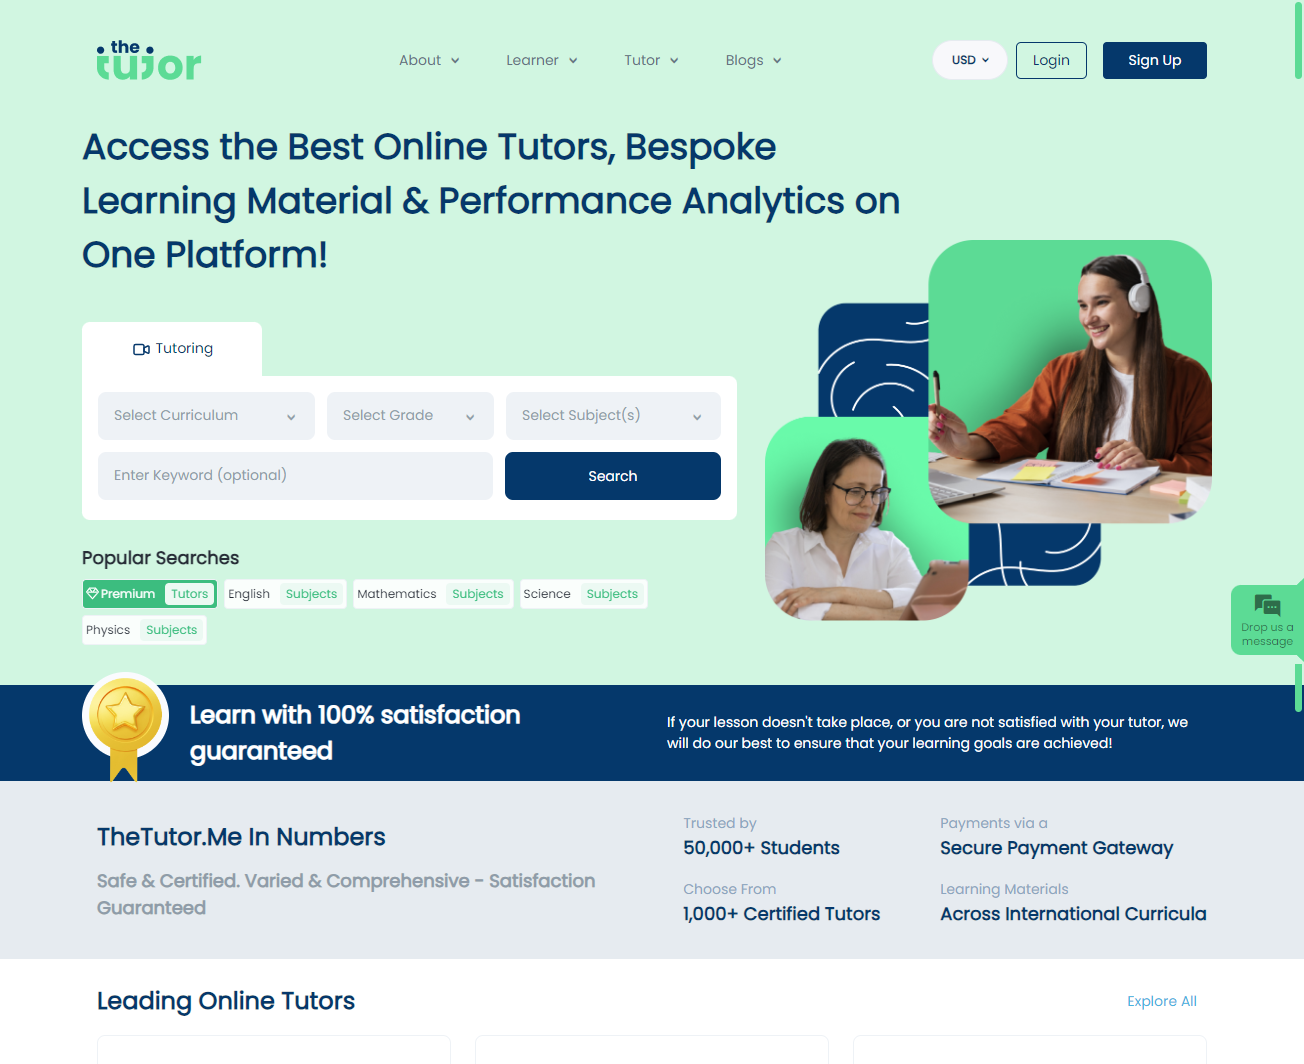 the
tutor
About
Learner
Tutor
Blogs
USD
Login
Sign Up
Access the Best Online Tutors, Bespoke
Learning Material & Performance Analytics on
One Platform!
Tutoring
Select Curriculum
Select Grade
Select Subject(s)
Enter Keyword (optional)
Search
Popular Searches
Premium Tutors
English Subjects
Mathematics Subjects
Science Subjects
Physics Subjects
Drop us a
message
Learn with 100% satisfaction
guaranteed
If your lesson doesn't take place, or you are not satisfied with your tutor, we
will do our best to ensure that your learning goals are achieved!
TheTutor.Me In Numbers
Safe & Certified. Varied & Comprehensive - Satisfaction
Guaranteed
Trusted by
50,000+ Students
Payments via a
Secure Payment Gateway
Choose From
1,000+ Certified Tutors
Learning Materials
Across International Curricula
Leading Online Tutors
Explore All